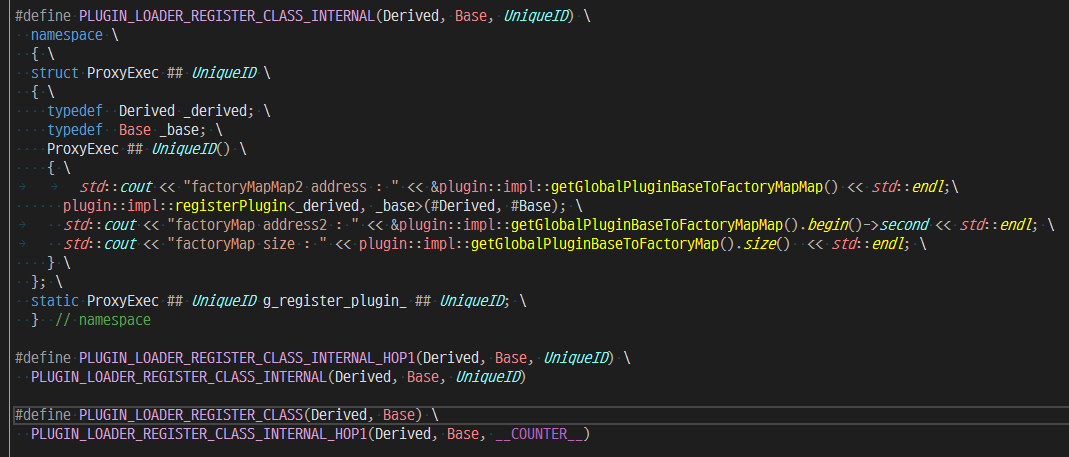 #define PLUGIN_LOADER_REGISTER_CLASS_INTERNAL(Derived, Base, UniqueID) \
namespace \
{ \
struct ProxyExec ## UniqueID \
{ \
typedef Derived _derived; \
typedef Base _base; \
ProxyExec ## UniqueID() \
{ \
std::cout << "factoryMapMap2 address : " << &plugin::impl::getGlobalPluginBaseToFactoryMapMap() << std::endl;\
plugin::impl::registerPlugin<_derived, _base>(#Derived, #Base); \
std::cout << "factoryMap address2 : " << &plugin::impl::getGlobalPluginBaseToFactoryMapMap().begin()->second << std::endl; \
std::cout << "factoryMap size : " << plugin::impl::getGlobalPluginBaseToFactoryMap().size() << std::endl; \
} \
}; \
static ProxyExec ## UniqueID g_register_plugin_ ## UniqueID; \
} // namespace
#define PLUGIN_LOADER_REGISTER_CLASS_INTERNAL_HOP1(Derived, Base, UniqueID) \
PLUGIN_LOADER_REGISTER_CLASS_INTERNAL(Derived, Base, UniqueID)
#define PLUGIN_LOADER_REGISTER_CLASS(Derived, Base) \
PLUGIN_LOADER_REGISTER_CLASS_INTERNAL_HOP1(Derived, Base, __COUNTER__)